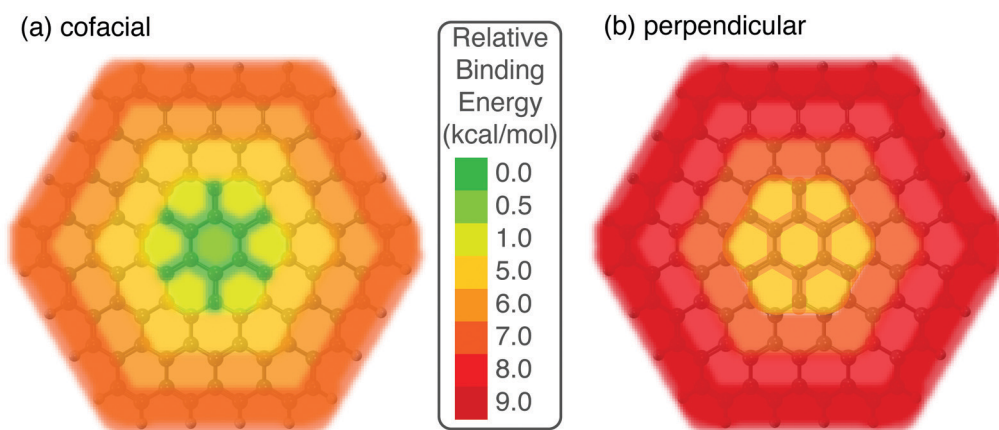 (a) cofacial
Relative
Binding
Energy
(kcal/mol)
0.0
0.5
1.0
5.0
6.0
7.0
8.0
9.0
(b) perpendicular